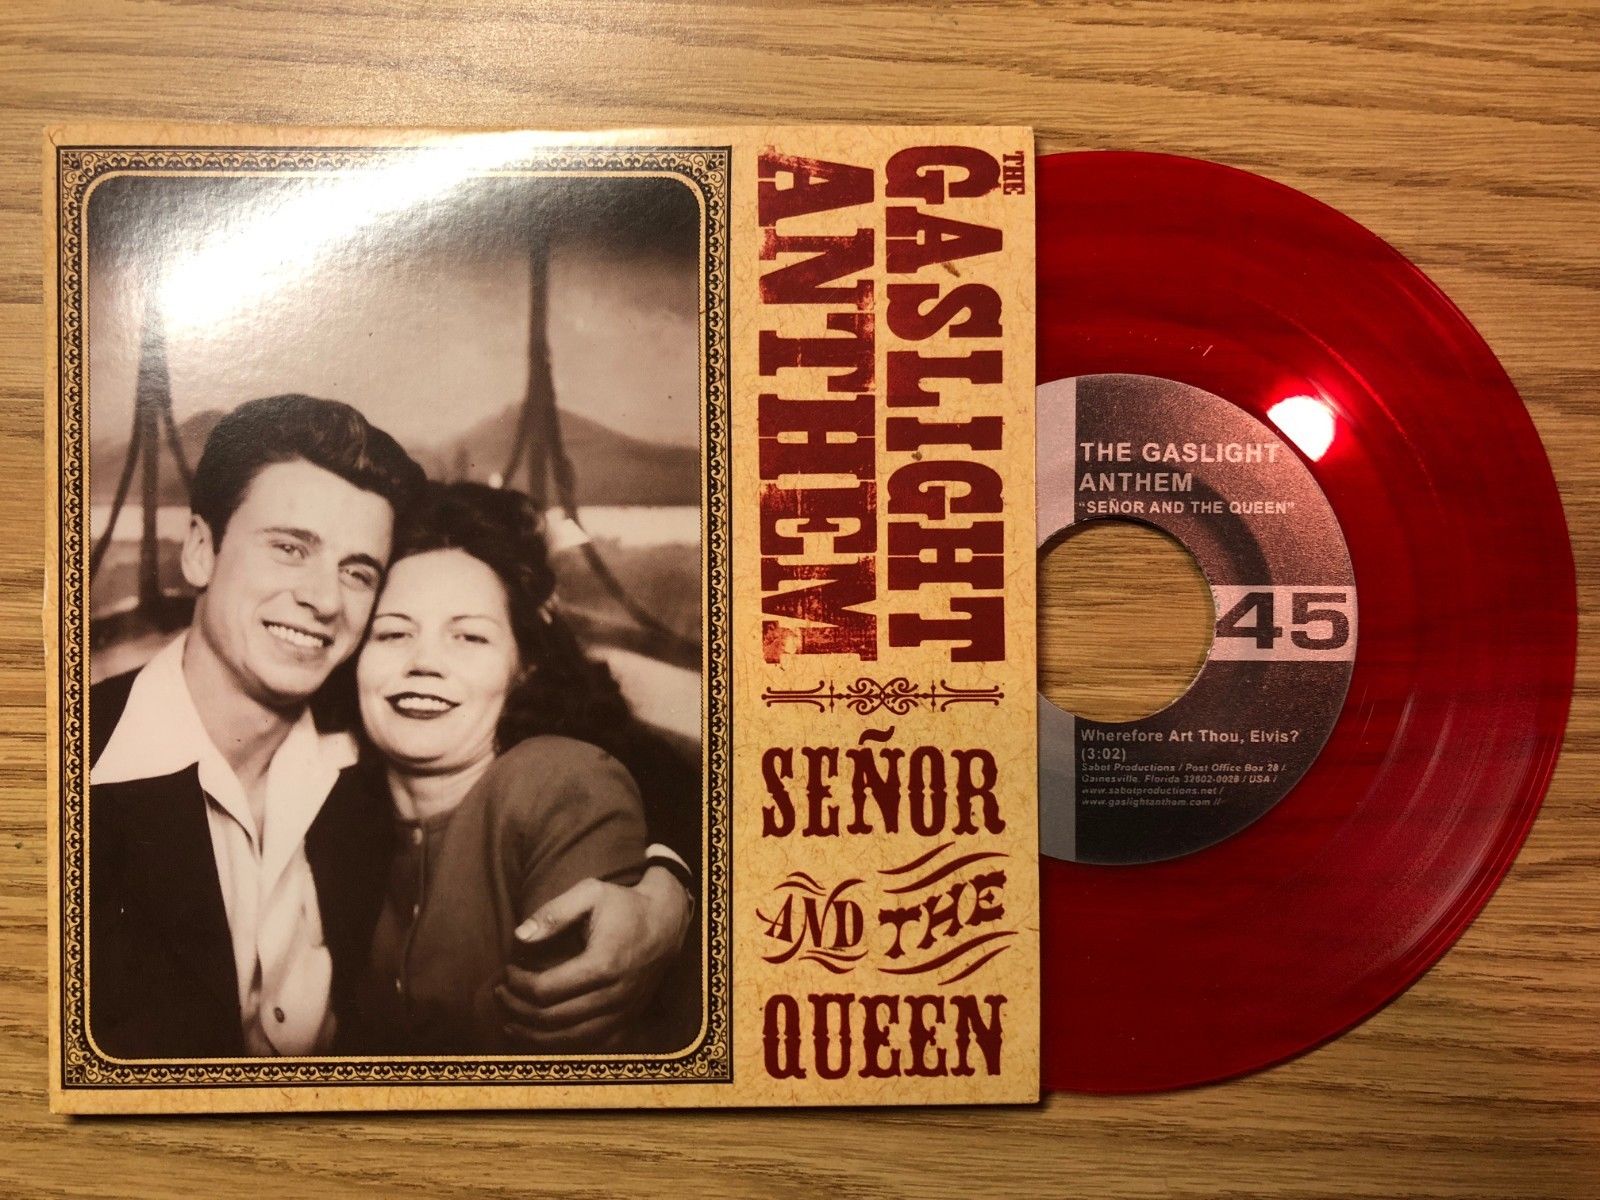 THE
GASLIGHT
ANTHEM
SEÑOR
AND THE
QUEEN
THE GASLIGHT
ANTHEM
"SEÑOR AND THE QUEEN"
45
Wherefore Art Thou, Elvis?
(3:02)
Sabot Productions / Post Office Box 28 /
Gainesville, Florida 32602-0028 / USA /
www.sabotproductions.net /
www.gaslightanthem.com //